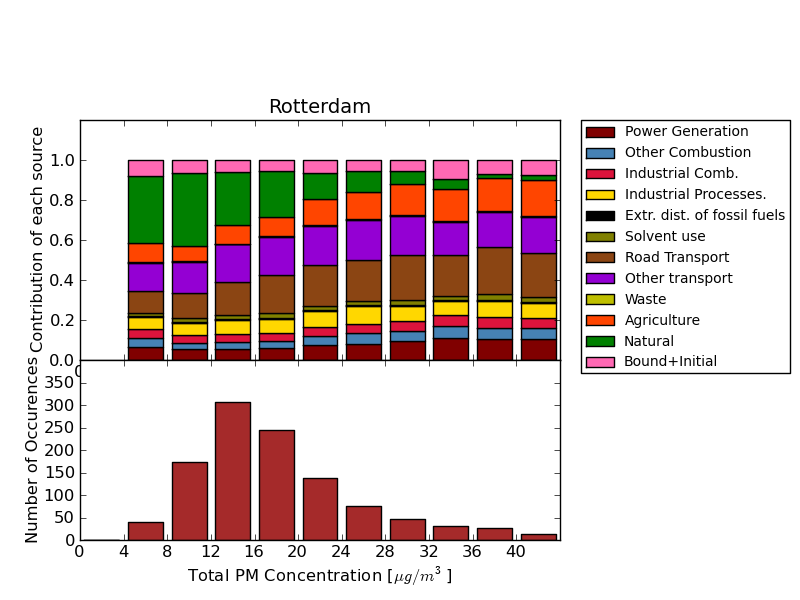 Rotterdam
Contribution of each source
1.0
0.8
0.6
0.4
0.2
0.0
0
Power Generation
Other Combustion
Industrial Comb.
Industrial Processes.
Extr. dist. of fossil fuels
Solvent use
Road Transport
Other transport
Waste
Agriculture
Natural
Bound+Initial
Number of Occurences
350
300
250
200
150
100
50
0
0 4 8 12 16 20 24 28 32 36 40
Total PM Concentration [μg/m³ ]